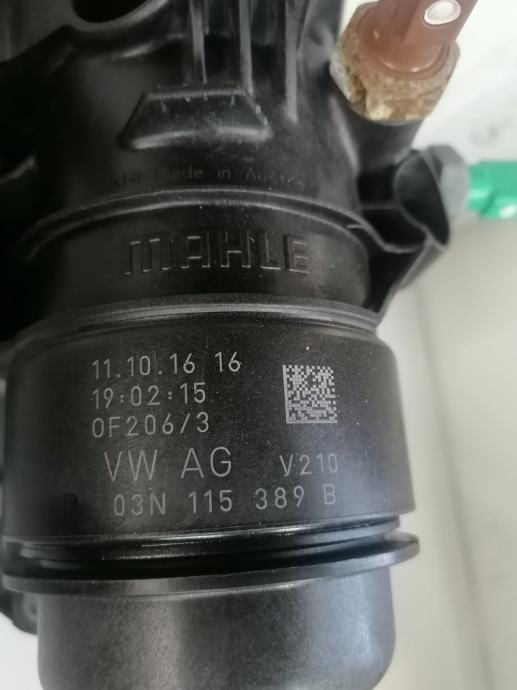 Made in Austria
MAHLE
11.10.16 16
19:02:15
0F206/3
VW AG V210
03N 115 389 B